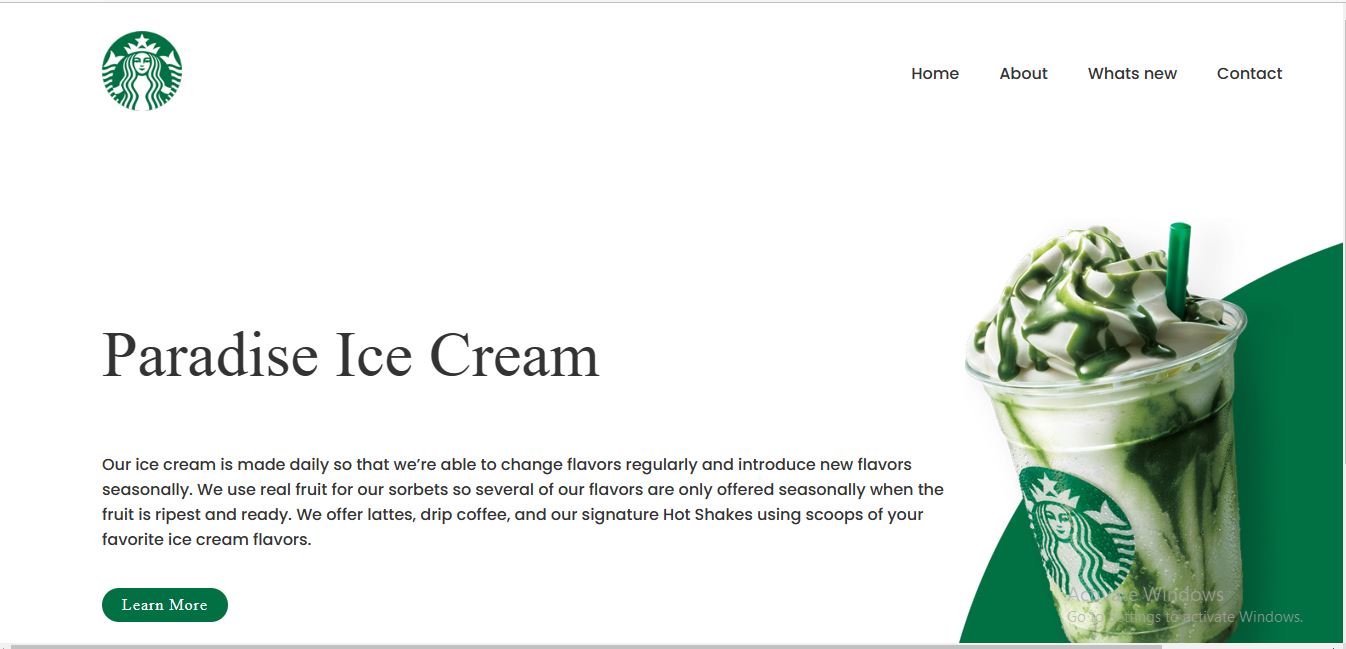 Home About Whats new Contact
Paradise Ice Cream
Our ice cream is made daily so that we’re able to change flavors regularly and introduce new flavors
seasonally. We use real fruit for our sorbets so several of our flavors are only offered seasonally when the
fruit is ripest and ready. We offer lattes, drip coffee, and our signature Hot Shakes using scoops of your
favorite ice cream flavors.
Learn More
Activate Windows
Go to Settings to activate Windows.